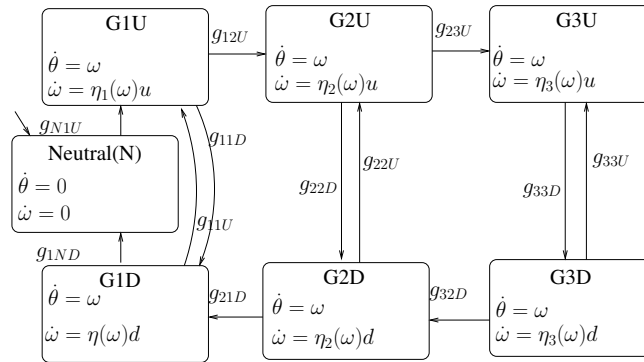 G1U
θ̇ = ω
ω̇ = η₁(ω)u
g₁₂U
G2U
θ̇ = ω
ω̇ = η₂(ω)u
g₂₃U
G3U
θ̇ = ω
ω̇ = η₃(ω)u
g_N1U
g₁₁D
Neutral(N)
θ̇ = 0
ω̇ = 0
g₁₁U
g₂₂D
g₂₂U
g₃₃D
g₃₃U
g₁ND
G1D
θ̇ = ω
ω̇ = η(ω)d
g₂₁D
G2D
θ̇ = ω
ω̇ = η₂(ω)d
g₃₂D
G3D
θ̇ = ω
ω̇ = η₃(ω)d